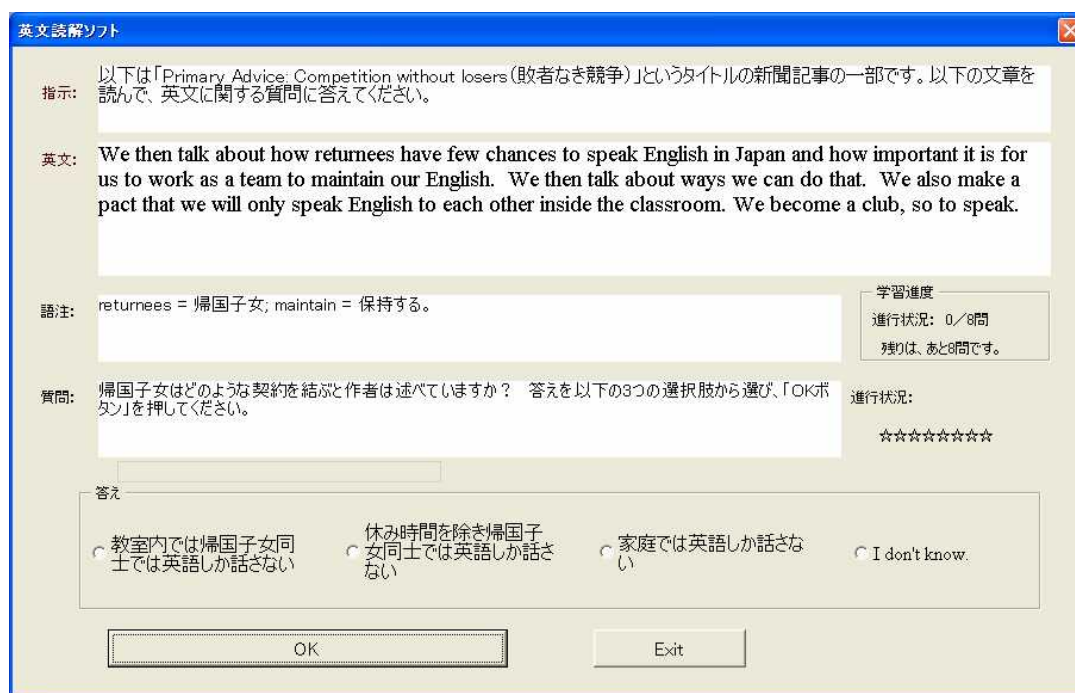 英文読解ソフト
指示:
以下は「Primary Advice: Competition without losers(敗者なき競争)」というタイトルの新聞記事の一部です。以下の文章を
読んで、英文に関する質問に答えてください。
英文:
We then talk about how returnees have few chances to speak English in Japan and how important it is for
us to work as a team to maintain our English.  We then talk about ways we can do that.  We also make a
pact that we will only speak English to each other inside the classroom. We become a club, so to speak.
語注:
returnees = 帰国子女; maintain = 保持する。
学習進度
進行状況: 0/8問
残りは、あと8問です。
質問:
帰国子女はどのような契約を結ぶと作者は述べていますか? 答えを以下の3つの選択肢から選び、「OKボ
タン」を押してください。
進行状況:
☆☆☆☆☆☆☆☆
答え
教室内では帰国子女同
士では英語しか話さない
休み時間を除き帰国子
女同士では英語しか話さ
ない
家庭では英語しか話さな
い
I don't know.
OK
Exit